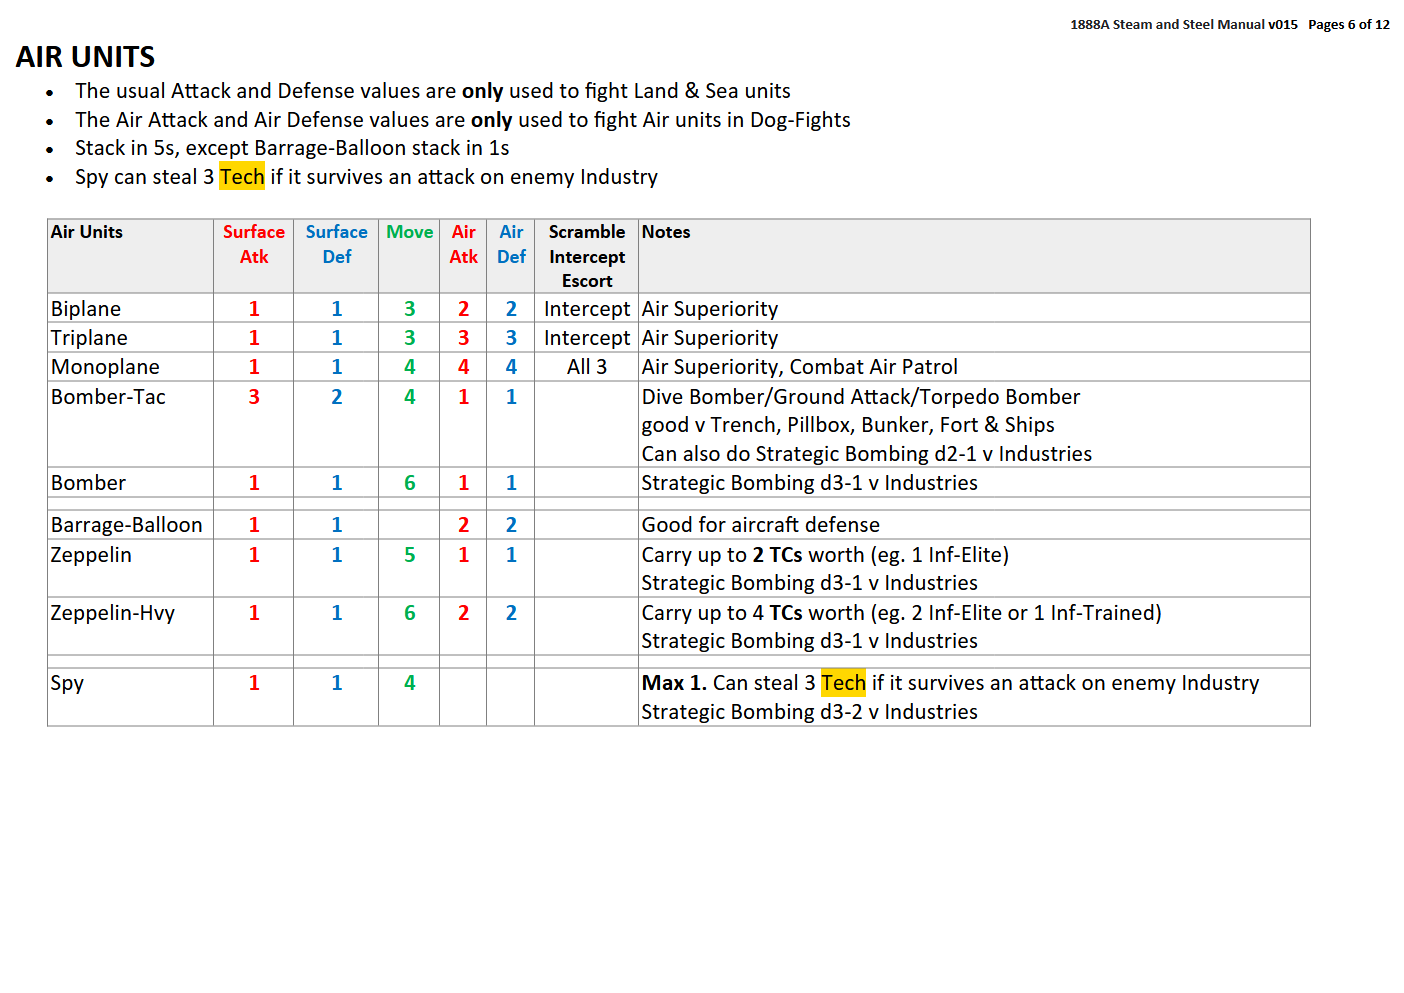 1888A Steam and Steel Manual v015 Pages 6 of 12
AIR UNITS
• The usual Attack and Defense values are only used to fight Land & Sea units
• The Air Attack and Air Defense values are only used to fight Air units in Dog-Fights
• Stack in 5s, except Barrage-Balloon stack in 1s
• Spy can steal 3 Tech if it survives an attack on enemy Industry
Air Units Surface Surface Move Air Air Scramble Notes
Atk Def Atk Def Intercept
Escort
Biplane 1 1 3 2 2 Intercept Air Superiority
Triplane 1 1 3 3 3 Intercept Air Superiority
Monoplane 1 1 4 4 4 All 3 Air Superiority, Combat Air Patrol
Bomber-Tac 3 2 4 1 1 Dive Bomber/Ground Attack/Torpedo Bomber
good v Trench, Pillbox, Bunker, Fort & Ships
Can also do Strategic Bombing d2-1 v Industries
Bomber 1 1 6 1 1 Strategic Bombing d3-1 v Industries
Barrage-Balloon 1 1 2 2 Good for aircraft defense
Zeppelin 1 1 5 1 1 Carry up to 2 TCs worth (eg. 1 Inf-Elite)
Strategic Bombing d3-1 v Industries
Zeppelin-Hvy 1 1 6 2 2 Carry up to 4 TCs worth (eg. 2 Inf-Elite or 1 Inf-Trained)
Strategic Bombing d3-1 v Industries
Spy 1 1 4 Max 1. Can steal 3 Tech if it survives an attack on enemy Industry
Strategic Bombing d3-2 v Industries